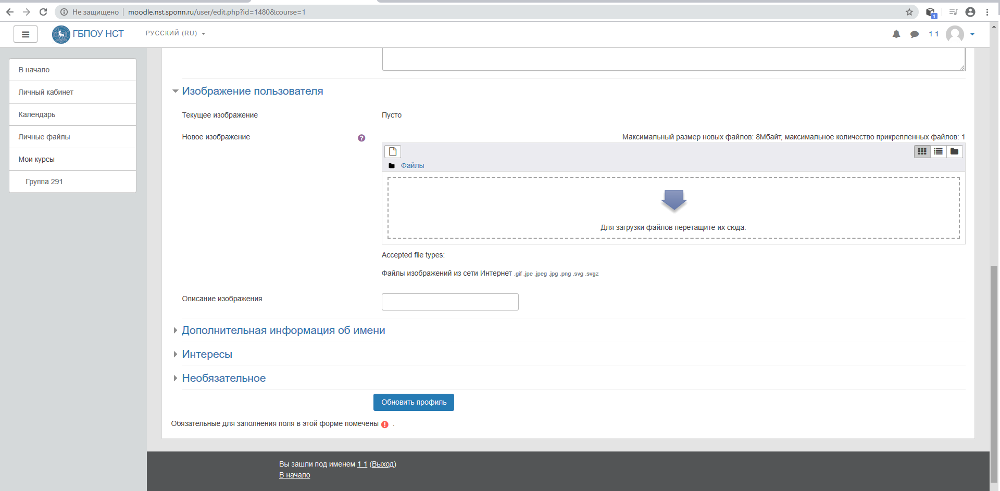 Не защищено moodle.nst.sponn.ru/user/edit.php?id=1480&course=1
1
ГБПОУ НСТ
РУССКИЙ (RU)
1 1
В начало
Личный кабинет
Календарь
Личные файлы
Мои курсы
Группа 291
Изображение пользователя
Текущее изображение
Пусто
Новое изображение
?
Максимальный размер новых файлов: 8Мбайт, максимальное количество прикрепленных файлов: 1
Файлы
Для загрузки файлов перетащите их сюда.
Accepted file types:
Файлы изображений из сети Интернет .gif .jpe .jpeg .jpg .png .svg .svgz
Описание изображения
Дополнительная информация об имени
Интересы
Необязательное
Обновить профиль
Обязательные для заполнения поля в этой форме помечены ! .
Вы зашли под именем 1 1 (Выход)
В начало